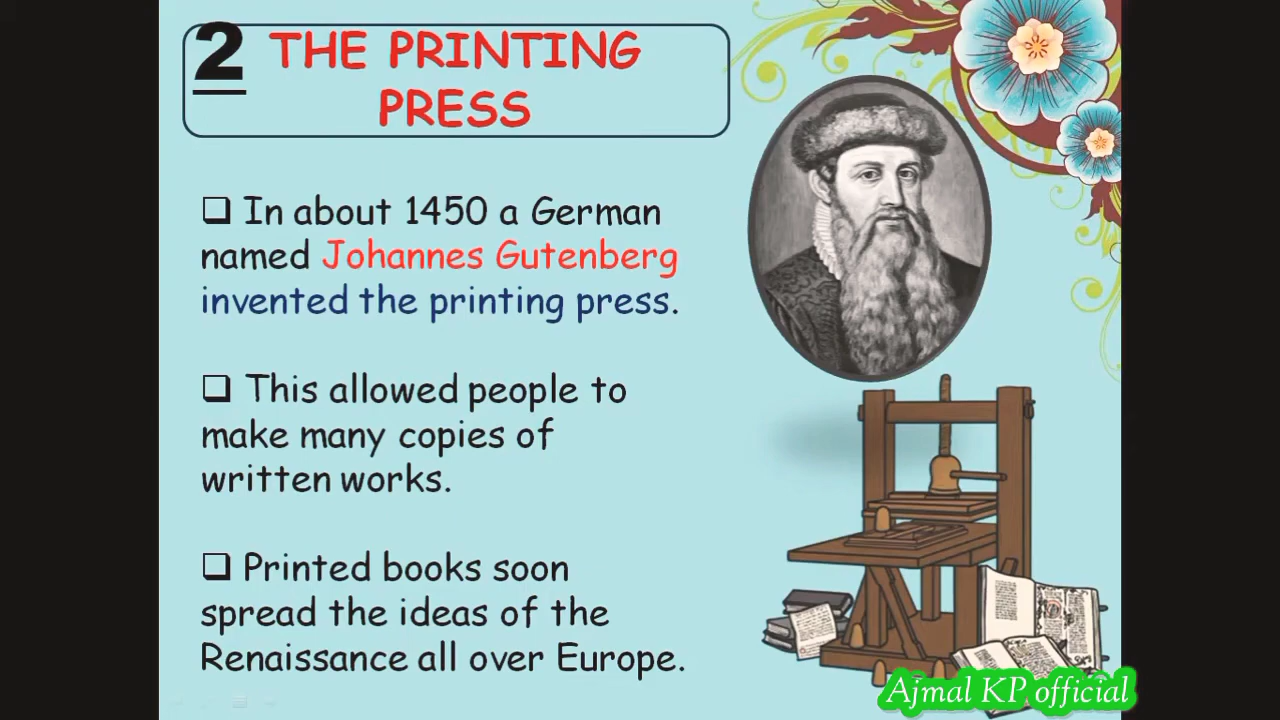 2 THE PRINTING
PRESS
❑ In about 1450 a German
named Johannes Gutenberg
invented the printing press.
❑ This allowed people to
make many copies of
written works.
❑ Printed books soon
spread the ideas of the
Renaissance all over Europe.
Ajmal KP official